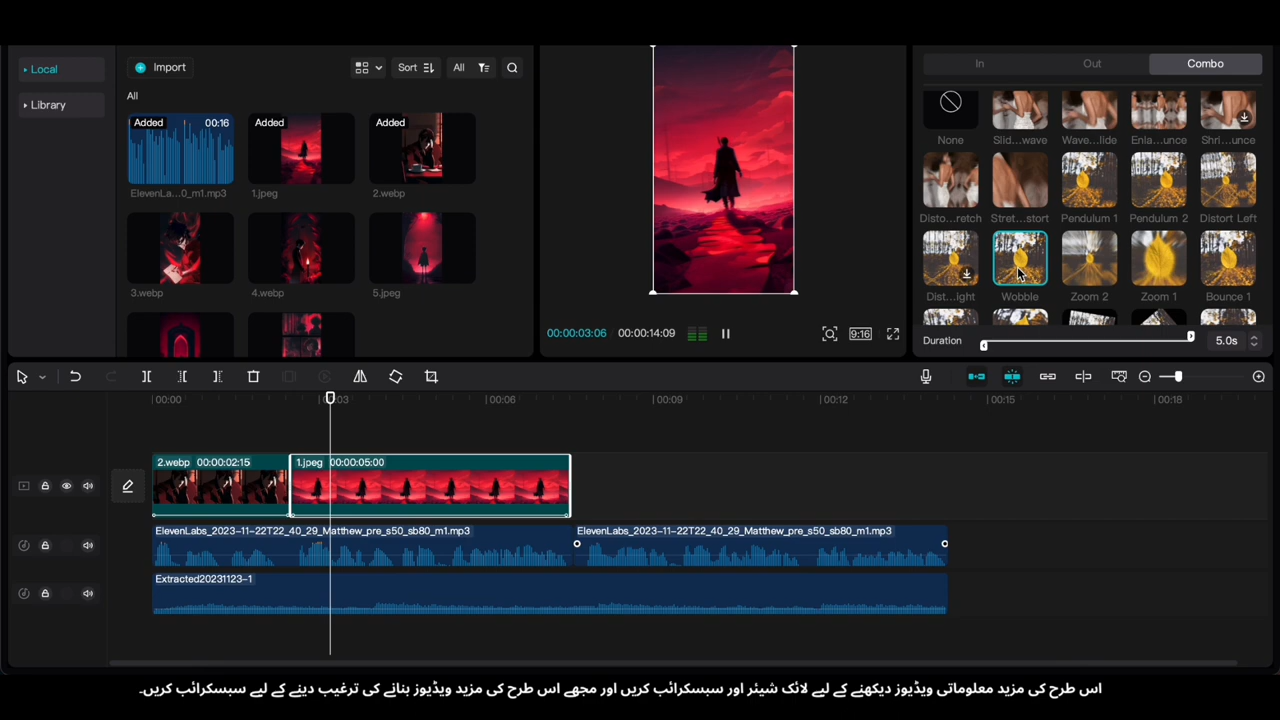 Local
Library
Import
Sort
All
All
Added 00:16
Added
Added
ElevenLa...0_m1.mp3
1.jpeg
2.webp
3.webp
4.webp
5.jpeg
00:00:03:06
00:00:14:09
9:16
In
Out
Combo
None
Slid...wave
Wave...lide
Enla...unce
Shri...unce
Disto...retch
Stret...stort
Pendulum 1
Pendulum 2
Distort Left
Dist...ight
Wobble
Zoom 2
Zoom 1
Bounce 1
Duration
5.0s
00:00
00:03
00:06
00:09
00:12
00:15
00:18
2.webp 00:00:02:15
1.jpeg 00:00:05:00
ElevenLabs_2023-11-22T22_40_29_Matthew_pre_s50_sb80_m1.mp3
ElevenLabs_2023-11-22T22_40_29_Matthew_pre_s50_sb80_m1.mp3
Extracted20231123-1
اس طرح کی مزید معلوماتی ویڈیوز دیکھنے کے لیے لائک شیئر اور سبسکرائب کریں اور مجھے اس طرح کی مزید ویڈیوز بنانے کی ترغیب دینے کے لیے سبسکرائب کریں۔